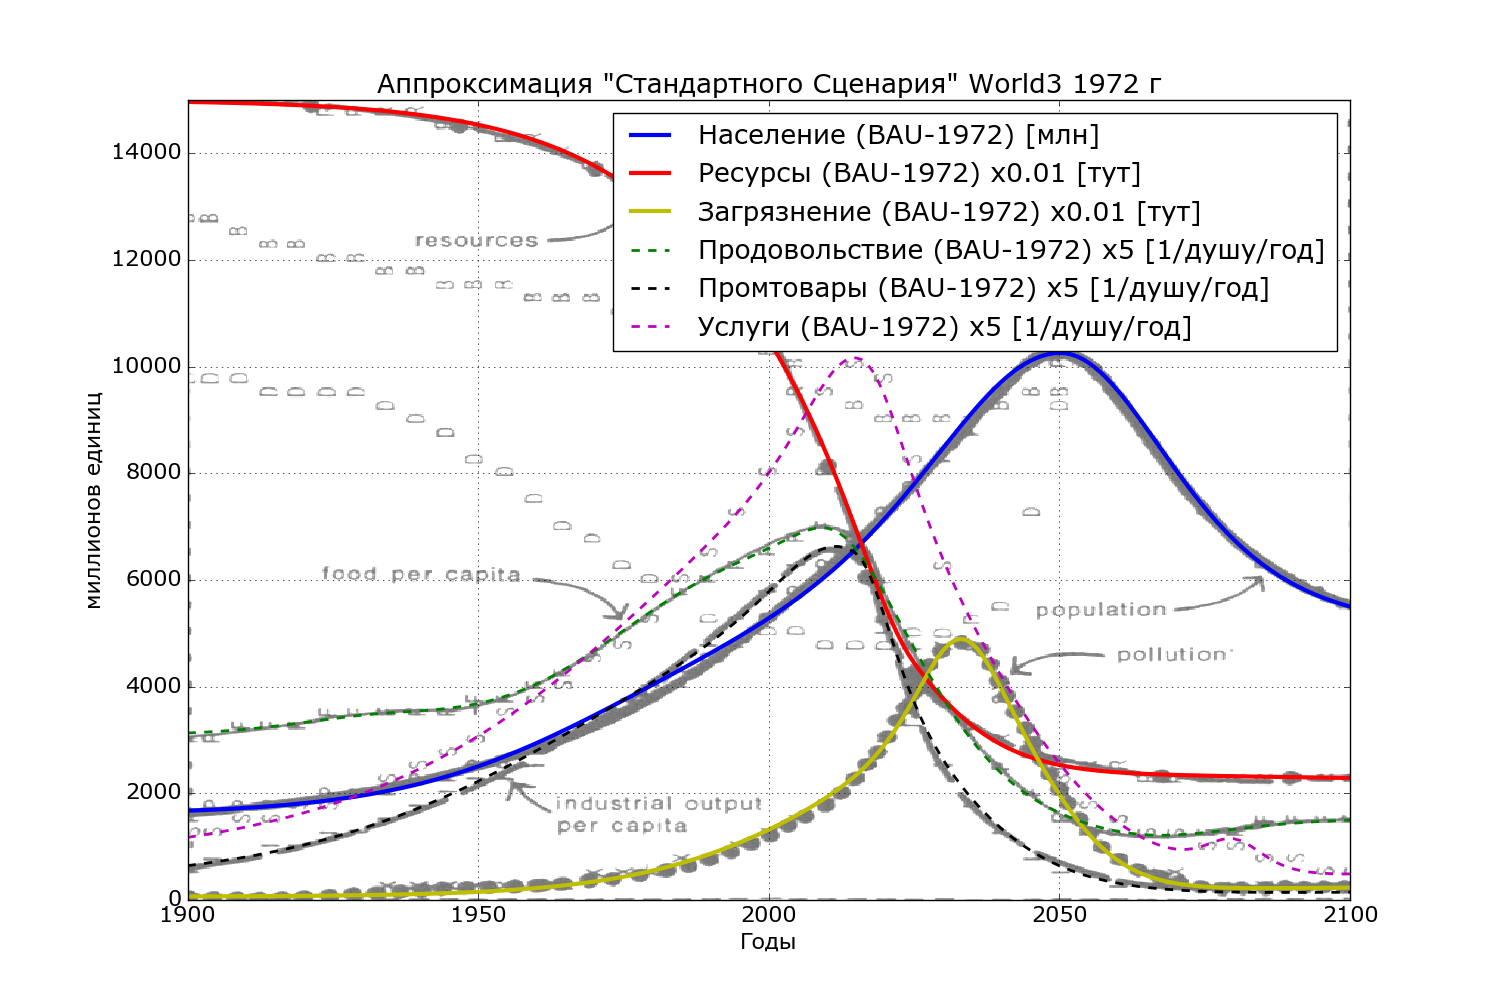 Аппроксимация "Стандартного Сценария" World3 1972 г
Население (BAU-1972) [млн]
Ресурсы (BAU-1972) x0.01 [тут]
Загрязнение (BAU-1972) x0.01 [тут]
Продовольствие (BAU-1972) x5 [1/душу/год]
Промтовары (BAU-1972) x5 [1/душу/год]
Услуги (BAU-1972) x5 [1/душу/год]
14000
12000
10000
8000
6000
4000
2000
0
миллионов единиц
resources
food per capita
population
pollution
industrial output
per capita
1900 1950 2000 2050 2100
Годы